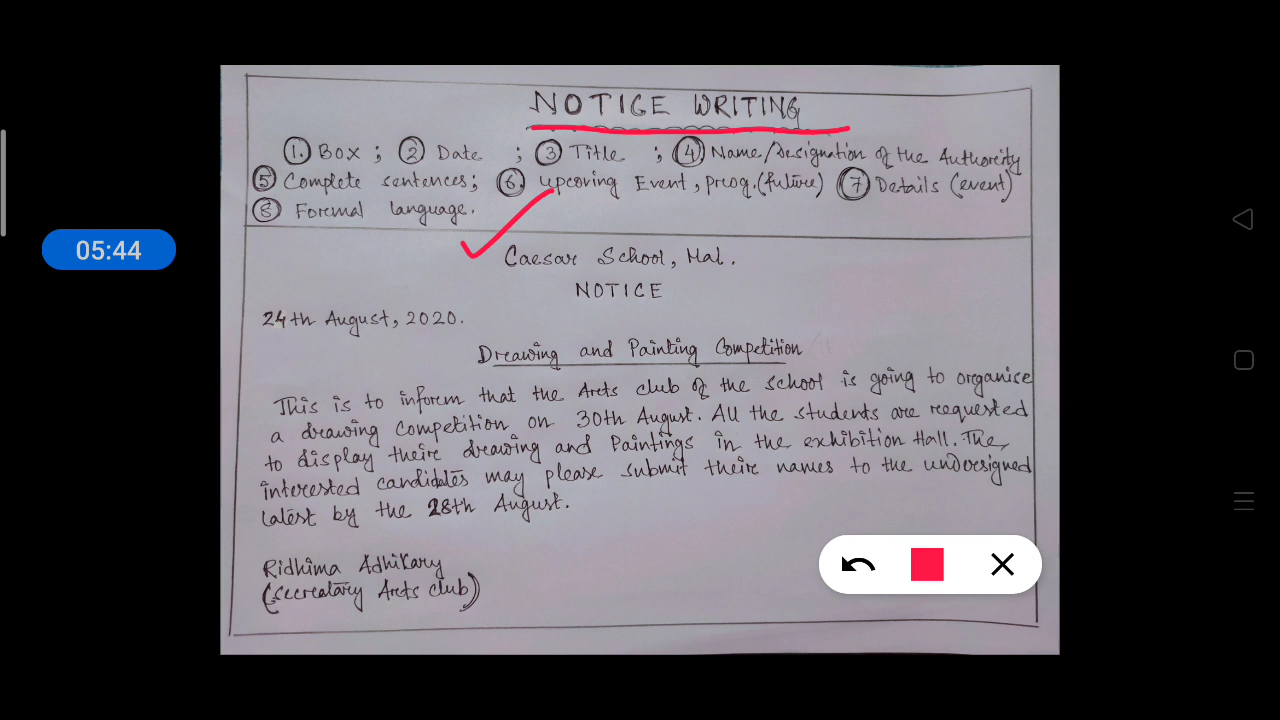 NOTICE WRITING
1. Box ; 2 Date ; 3 Title ; 4 Name/Designation of the Authority
5 Complete sentences; 6. Upcoming Event, prog. (future) 7 Details (event)
8 Formal language.
05:44
Caesar School, Mal.
NOTICE
24th August, 2020.
Drawing and Painting Competition
This is to inform that the Arts club of the school is going to organise
a drawing competition on 30th August. All the students are requested
to display their drawing and Paintings in the exhibition Hall. The
interested candidates may please submit their names to the undersigned
latest by the 28th August.
Ridhima Adhikary
(secreatary Arts club)